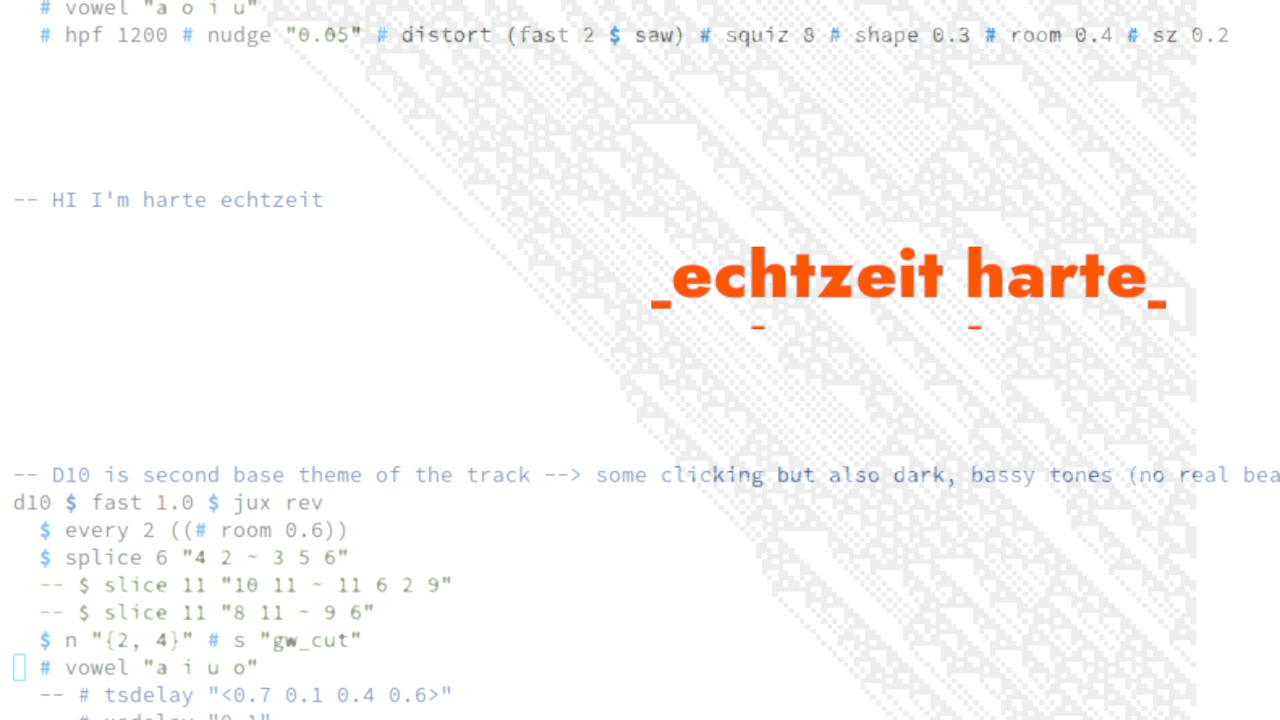 # vowel "a o i u"
# hpf 1200 # nudge "0.05" # distort (fast 2 $ saw) # squiz 8 # shape 0.3 # room 0.4 # sz 0.2
-- HI I'm harte echtzeit
_echtzeit harte_
-- D10 is second base theme of the track --> some clicking but also dark, bassy tones (no real bea
d10 $ fast 1.0 $ jux rev
$ every 2 ((# room 0.6))
$ splice 6 "4 2 ~ 3 5 6"
-- $ slice 11 "10 11 ~ 11 6 2 9"
-- $ slice 11 "8 11 ~ 9 6"
$ n "{2, 4}" # s "gw_cut"
# vowel "a i u o"
-- # tsdelay "<0.7 0.1 0.4 0.6>"